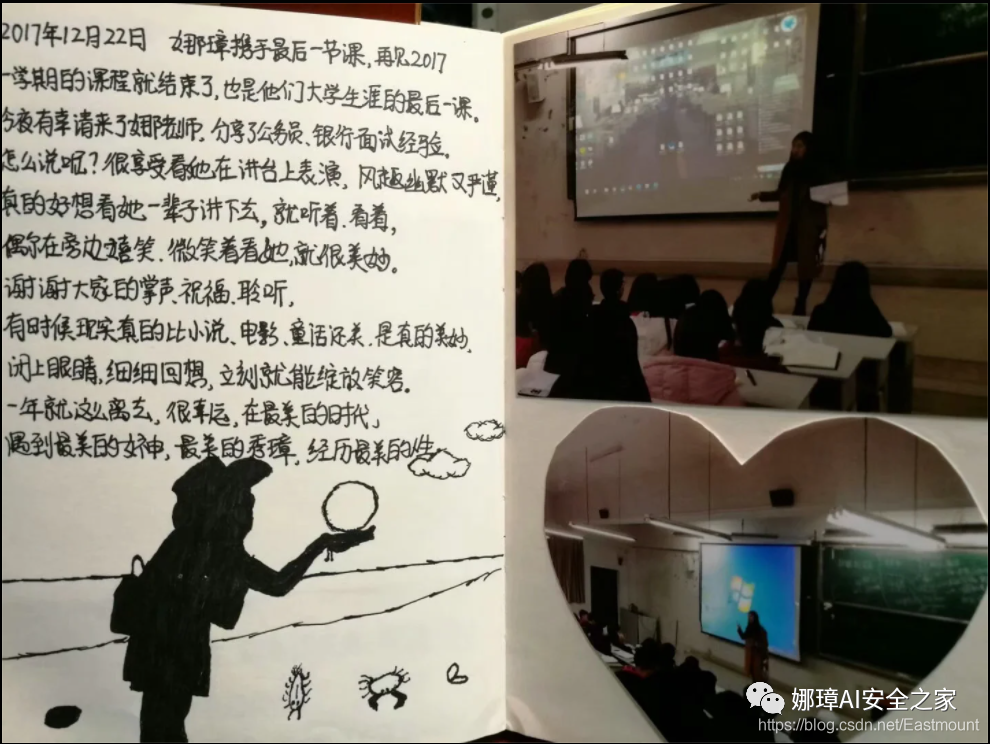 2017年12月22日 娜璋携手最后一节课,再见2017
一学期的课程就结束了,也是他们大学生涯的最后一课。
今夜有幸请来了娜老师,分享了公务员、银行面试经验。
怎么说呢?很享受看她在讲台上表演,风趣幽默又严谨,
真的好想看她一辈子讲下去,就听着、看着,
偶尔在旁边嬉笑、微笑着看她,就很美妙。
谢谢大家的掌声、祝福、聆听,
有时候现实真的比小说、电影、童话还美,是真的美妙,
闭上眼睛,细细回想,立刻就能绽放笑容。
一年就这么离去,很幸运,在最美的时代,
遇到最美的女神,最美的秀璋,经历最美的
娜璋AI安全之家
https://blog.csdn.net/Eastmount